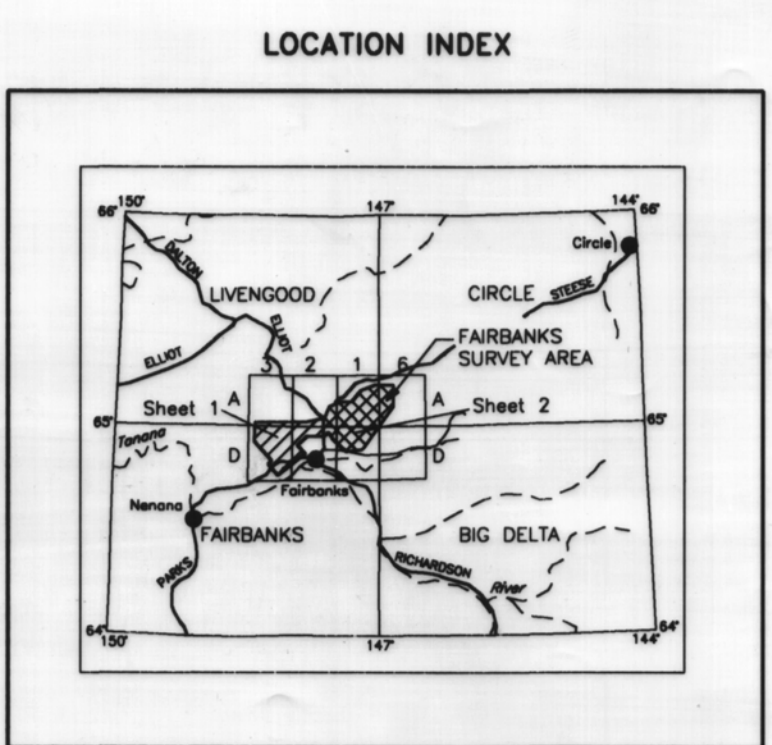 LOCATION INDEX
66° 150° 147° 144° 66°
Circle
DALTON
LIVENGOOD
CIRCLE STEESE
ELLIOT
FAIRBANKS
SURVEY AREA
ELLIOT
3 2 1 6
A A
Sheet 1 Sheet 2
65° 65°
Tanana
D D
Fairbanks
Nenana
FAIRBANKS
BIG DELTA
PARKS
RICHARDSON
River
64° 150° 147° 144° 64°